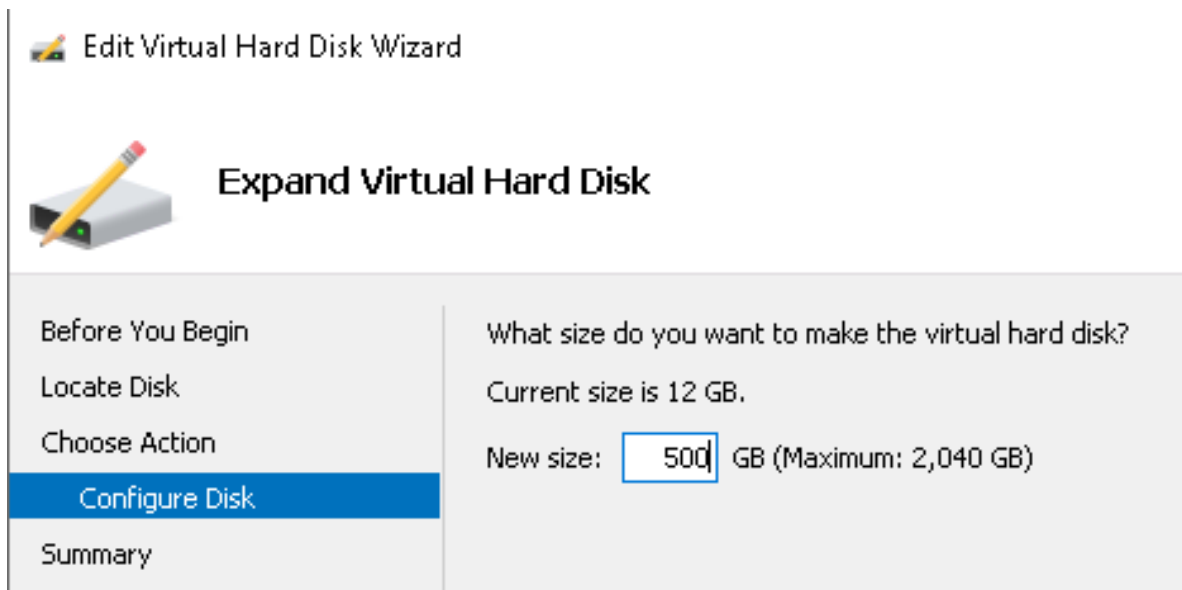 Edit Virtual Hard Disk Wizard
Expand Virtual Hard Disk
Before You Begin
Locate Disk
Choose Action
Configure Disk
Summary
What size do you want to make the virtual hard disk?
Current size is 12 GB.
New size: 500 GB (Maximum: 2,040 GB)